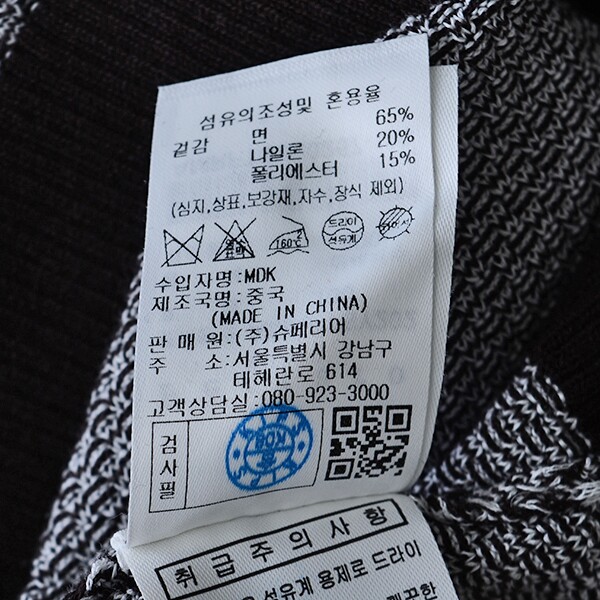 섬유의조성및 혼용율
겉감 면 65%
나일론 20%
폴리에스터 15%
(심지,상표,보강재,자수,장식 제외)
2
160℃
드라이
석유계
수입자명:MDK
제조국명:중국
(MADE IN CHINA)
판 매 원:(주)슈페리어
주 소:서울특별시 강남구
테헤란로 614
고객상담실:080-923-3000
검사필
취급주의사항
석유계 용제로 드라이